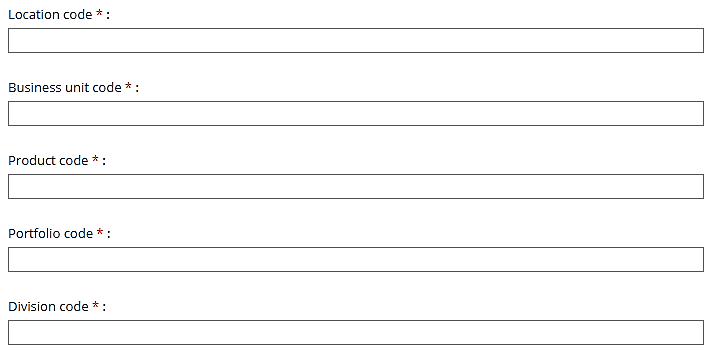 Location code * :
Business unit code * :
Product code * :
Portfolio code * :
Division code * :